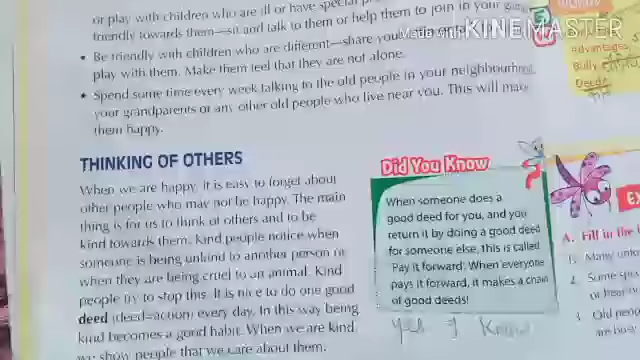 or play with children who are ill or have special
friendly towards them—sit and talk to them or help them to join in your
• Be friendly with children who are different—share your
play with them. Make them feel that they are not alone.
• Spend some time every week talking to the old people in your neighbourhood,
your grandparents or any other old people who live near you. This will make
them happy.
THINKING OF OTHERS
When we are happy, it is easy to forget about
other people who may not be happy. The main
thing is for us to think of others and to be
kind towards them. Kind people notice when
someone is being unkind to another person or
when they are being cruel to an animal. Kind
people try to stop this. It is nice to do one good
deed (deed=action) every day. In this way being
kind becomes a good habit. When we are kind
we show people that we care about them.
Did You Know
?
When someone does a
good deed for you, and you
return it by doing a good deed
for someone else, this is called
'Pay it forward'. When everyone
pays it forward, it makes a chain
of good deeds!
Yes I Know
Made with KINEMASTER
Advantages
Bully
Deeds
EX
A. Fill in the
1. Many
2. Some
or
3. Old
are